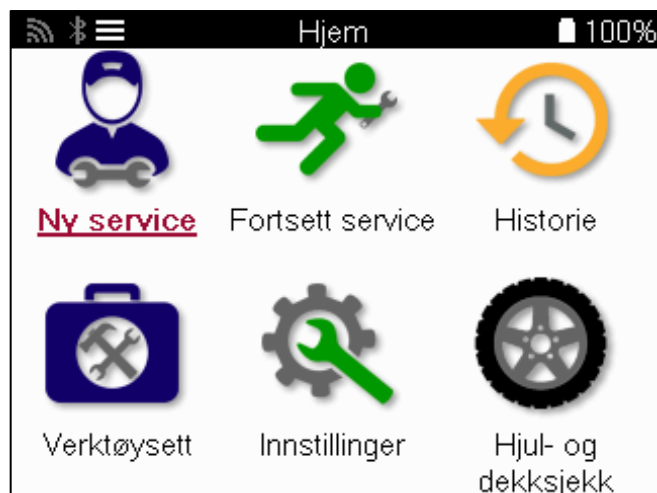 Hjem
100%
Ny service
Fortsett service
Historie
Verktøysett
Innstillinger
Hjul- og
dekksjekk